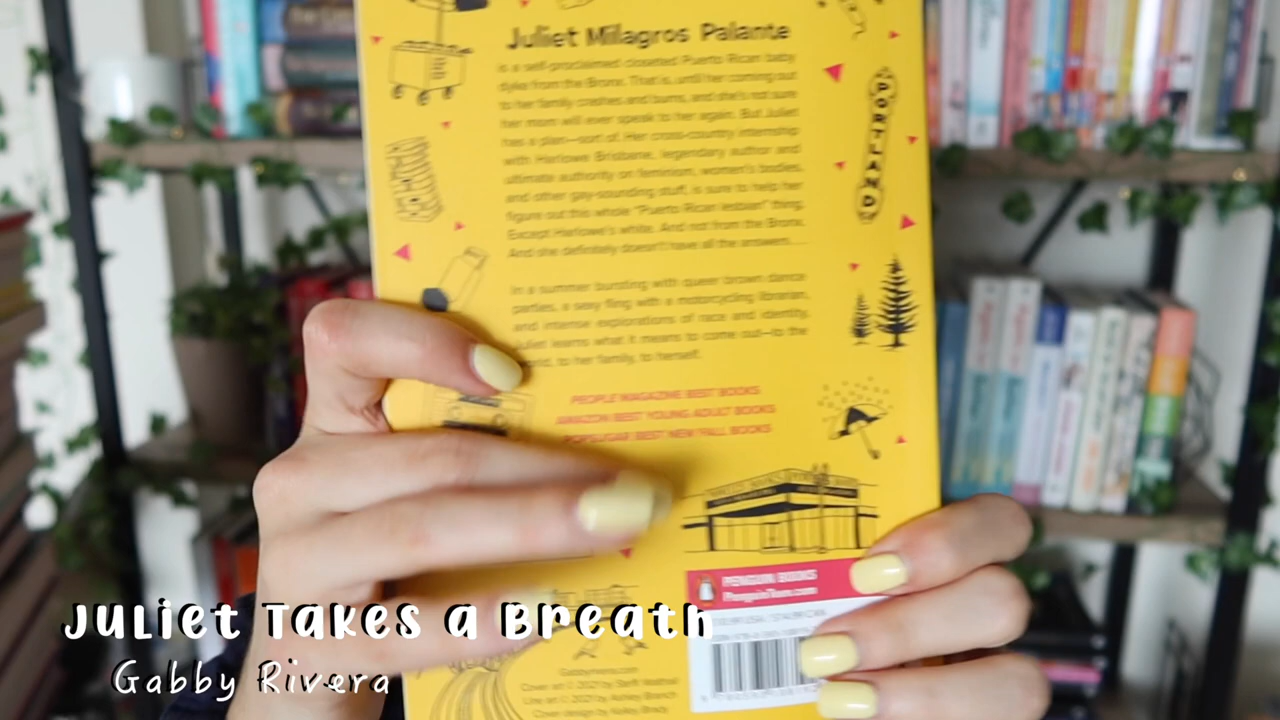 Juliet Milagros Palante
is a self-proclaimed closeted Puerto Rican baby
dyke from the Bronx. That is, until her coming out
to her family crashes and burns, and she's not sure
her mom will ever speak to her again. But Juliet
has a plan—sort of. Her cross-country internship
with Harlowe Brisbane, legendary author and
ultimate authority on feminism, women's bodies,
and other gay-sounding stuff, is sure to help her
figure out this whole "Puerto Rican lesbian" thing.
Except Harlowe's white. And not from the Bronx.
And she definitely doesn't have all the answers.
In a summer bursting with queer brown dance
parties, a sexy fling with a motorcycling librarian,
and intense explorations of race and identity,
Juliet learns what it means to come out—to the
to her family, to herself.
PORTLAND
PEOPLE MAGAZINE BEST BOOKS
AMAZON BEST YOUNG ADULT BOOKS
POPSUGAR BEST NEW FALL BOOKS
PENGUIN BOOKS
PenguinTeen.com
Juliet Takes a Breath
Gabby Rivera